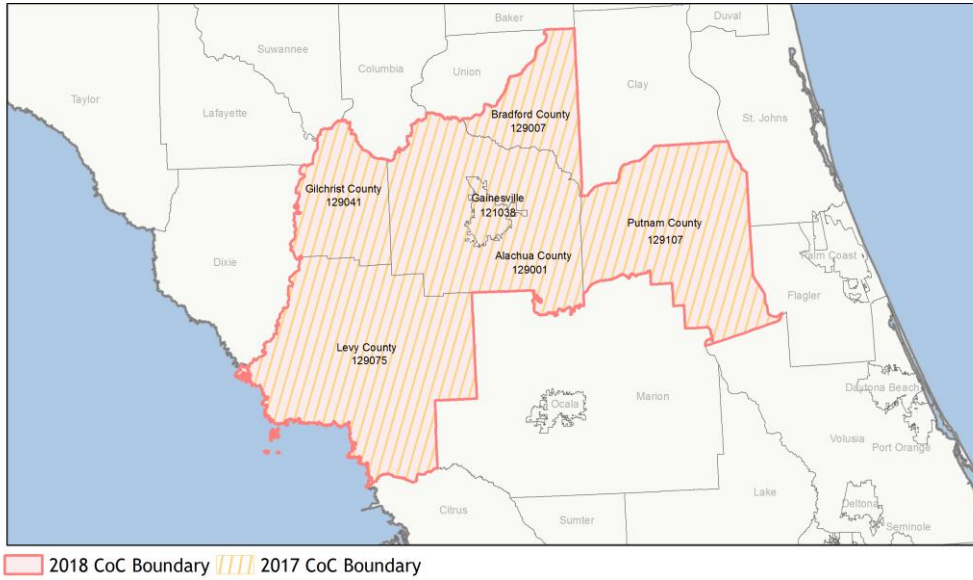 Baker
Duval
Suwannee
Columbia
Union
Clay
Taylor
Lafayette
Bradford County
129007
St. Johns
Gilchrist County
129041
Gainesville
121038
Putnam County
129107
Alachua County
129001
Palm Coast
Dixie
Flagler
Levy County
129075
Daytona Beach
Ocala
Marion
Volusia
Port Orange
Lake
Deltona
Citrus
Sumter
Seminole
2018 CoC Boundary
2017 CoC Boundary